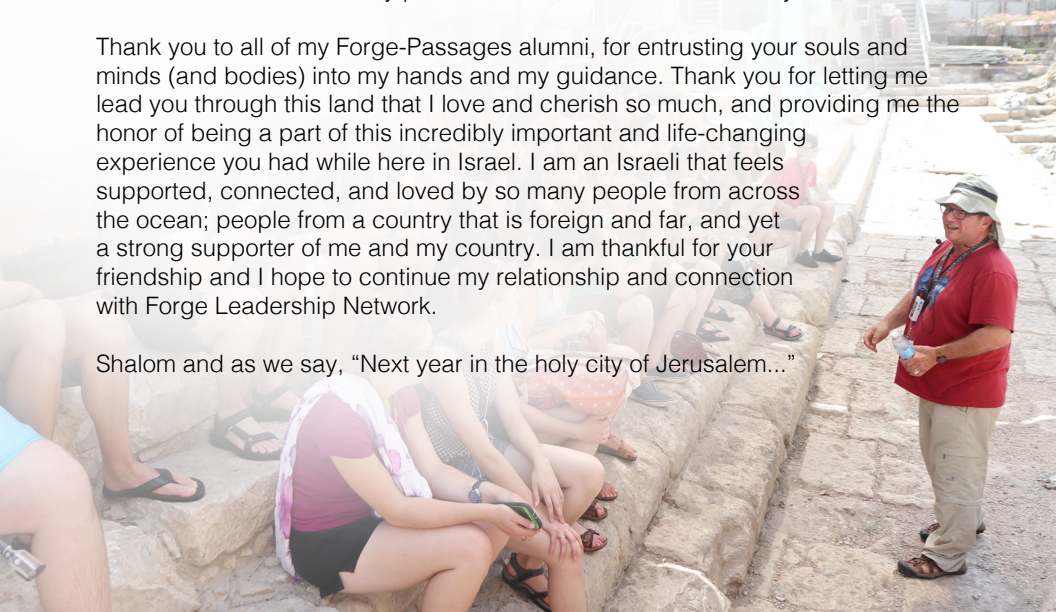 Thank you to all of my Forge-Passages alumni, for entrusting your souls and
minds (and bodies) into my hands and my guidance. Thank you for letting me
lead you through this land that I love and cherish so much, and providing me the
honor of being a part of this incredibly important and life-changing
experience you had while here in Israel. I am an Israeli that feels
supported, connected, and loved by so many people from across
the ocean; people from a country that is foreign and far, and yet
a strong supporter of me and my country. I am thankful for your
friendship and I hope to continue my relationship and connection
with Forge Leadership Network.
Shalom and as we say, “Next year in the holy city of Jerusalem...”